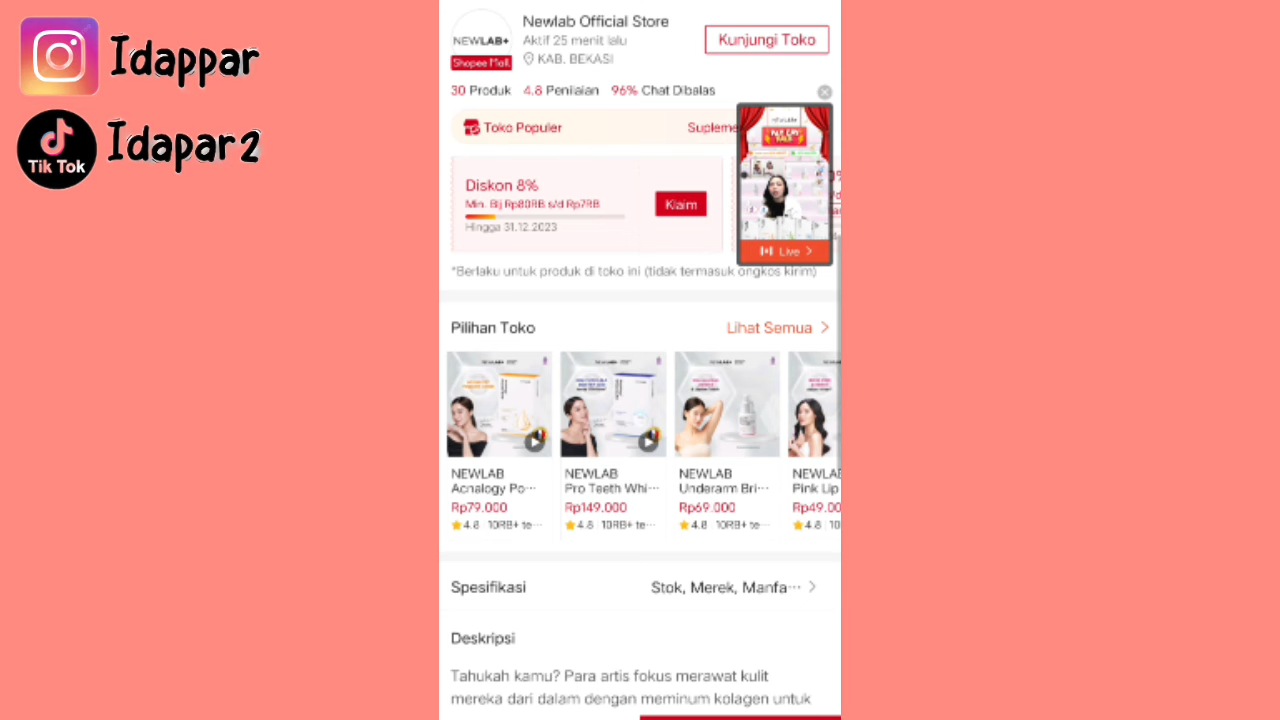 Idappar
Tik Tok
Idapar2
NEWLAB+
Shopee Mall
Newlab Official Store
Aktif 25 menit lalu
KAB. BEKASI
Kunjungi Toko
30 Produk 4.8 Penilaian 96% Chat Dibalas
Toko Populer
Supleme
Diskon 8%
Min. Blj Rp80RB s/d Rp7RB
Hingga 31.12.2023
Klaim
Live >
*Berlaku untuk produk di toko ini (tidak termasuk ongkos kirim)
Pilihan Toko
Lihat Semua >
NEWLAB
Acnalogy Po...
Rp79.000
4.8 10RB+ te...
NEWLAB
Pro Teeth Whi...
Rp149.000
4.8 10RB+ te...
NEWLAB
Underarm Bri...
Rp69.000
4.8 10RB+ te...
NEWLA
Pink Lip
Rp49.00
4.8 10
Spesifikasi
Stok, Merek, Manfa... >
Deskripsi
Tahukah kamu? Para artis fokus merawat kulit
mereka dari dalam dengan meminum kolagen untuk